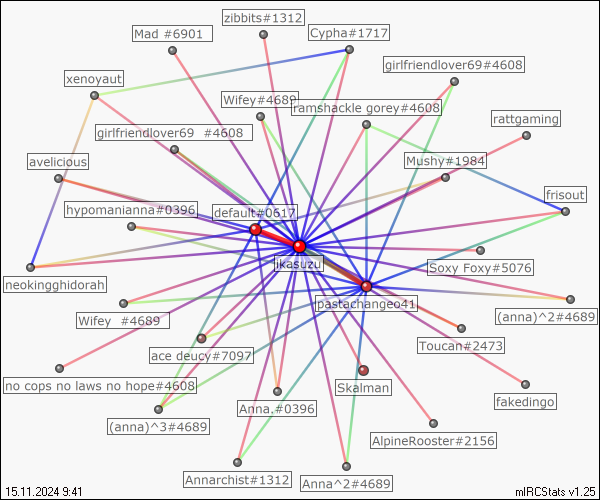 zibbits#1312
Mad #6901
Cypha#1717
girlfriendlover69#4608
xenoyaut
Wifey#4689
ramshackle gorey#4608
rattgaming
girlfriendlover69 #4608
avelicious
Mushy#1984
frisout
hypomanianna#0396
default#0617
jikasuzu
Soxy Foxy#5076
neokingghidorah
pastachangeo41
(anna)^2#4689
Wifey #4689
Toucan#2473
ace deucy#7097
no cops no laws no hope#4608
Skalman
fakedingo
Anna.#0396
(anna)^3#4689
AlpineRooster#2156
Annarchist#1312
Anna^2#4689
15.11.2024 9:41
mIRCStats v1.25